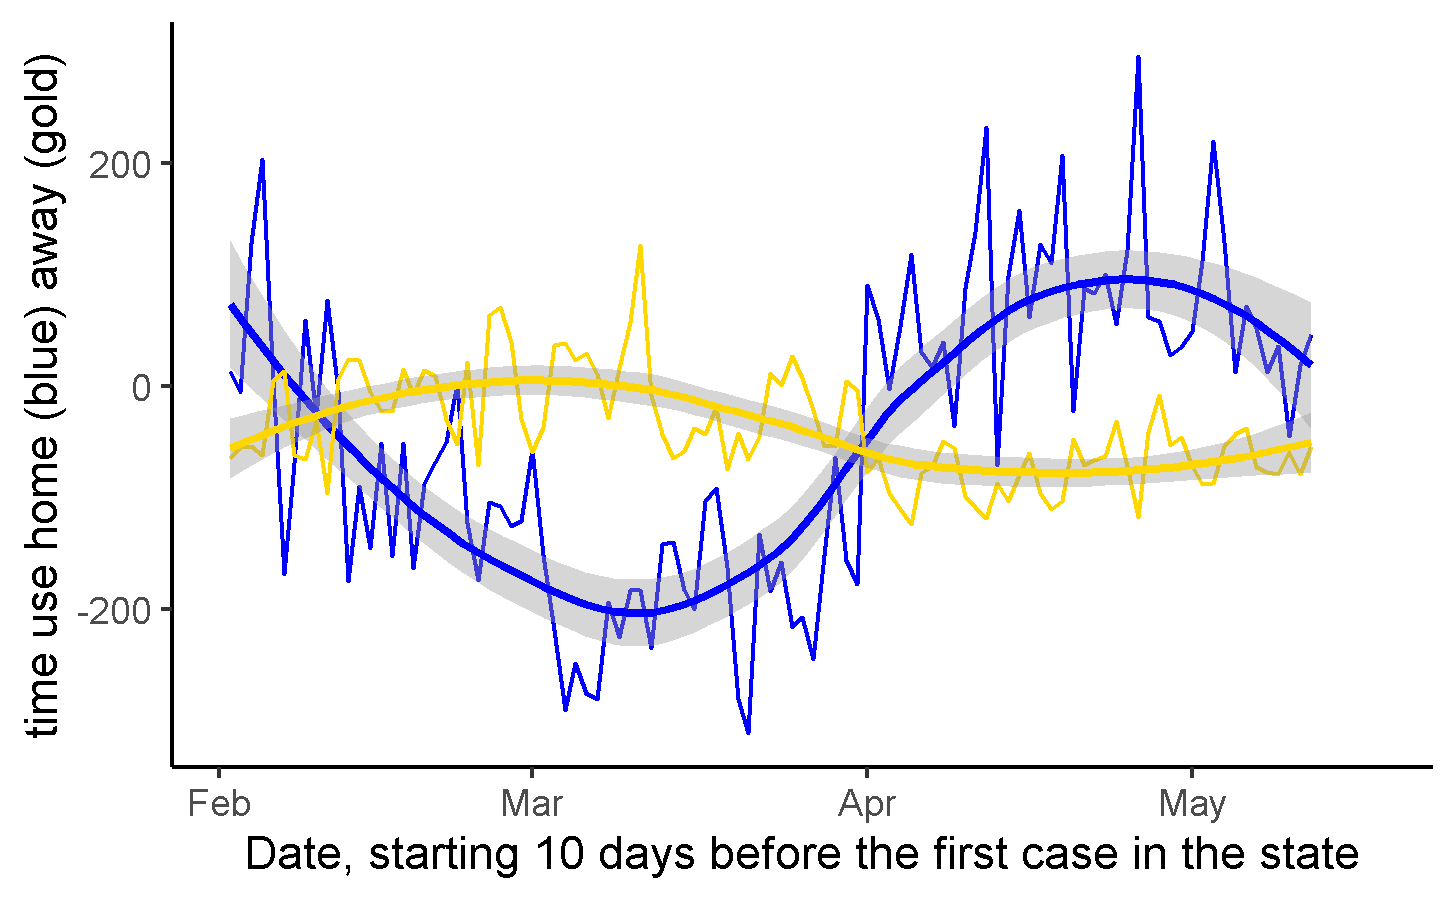 time use home (blue) away (gold)
200
0
-200
Feb
Mar
Apr
May
Date, starting 10 days before the first case in the state